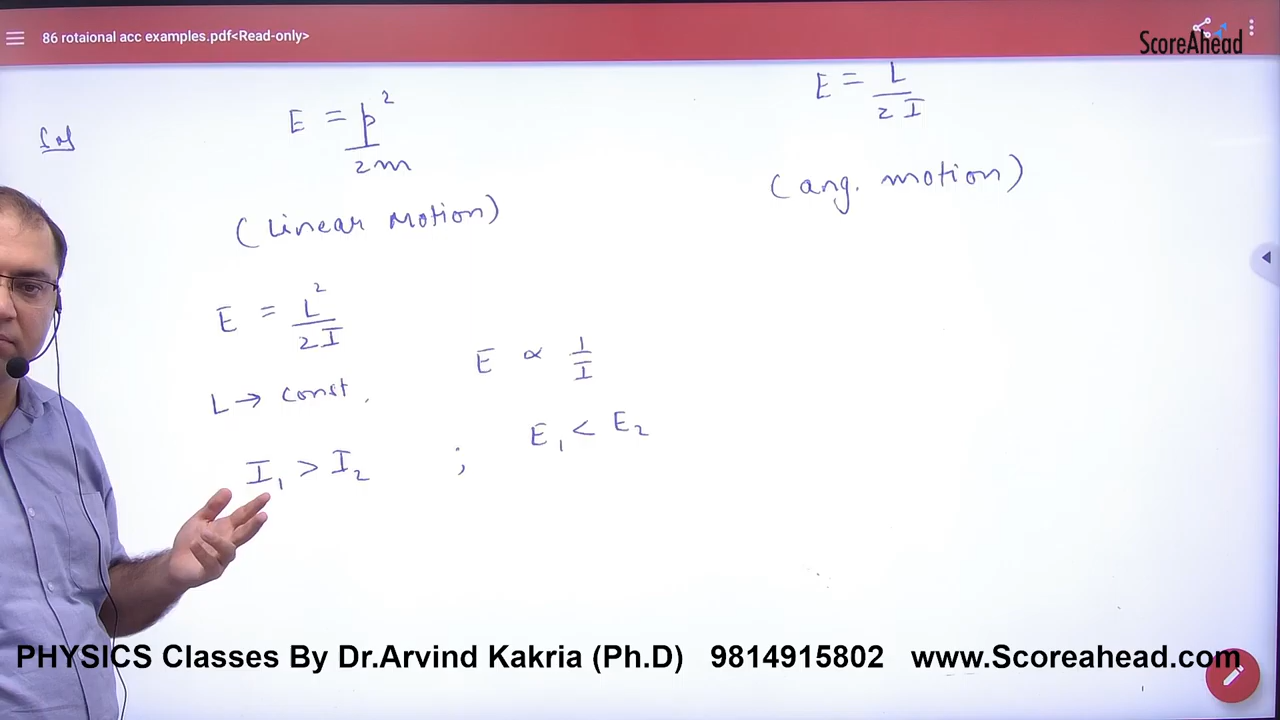 86 rotaional acc examples.pdf<Read-only>
ScoreAhead
Sol
E = p²/2m
E = L/2I
(linear motion)
(ang. motion)
E = L²/2I
E ∝ 1/I
L → const.
E₁ < E₂
I₁ > I₂ ;
PHYSICS Classes By Dr.Arvind Kakria (Ph.D) 9814915802 www.Scoreahead.com